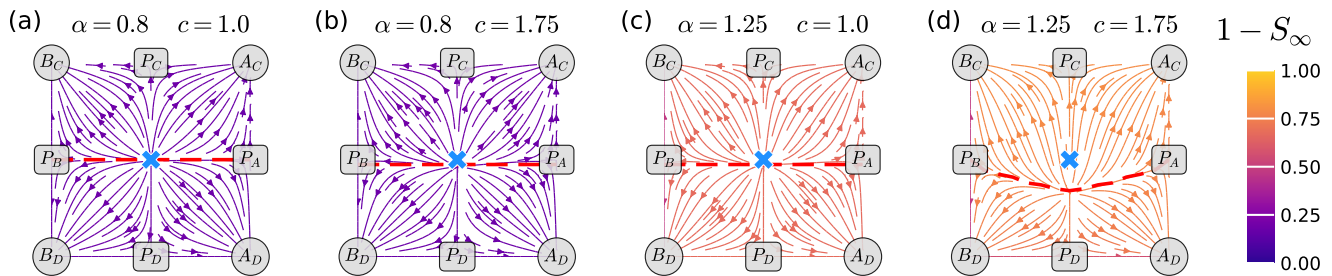 (a) α = 0.8 c = 1.0
B_C P_C A_C
P_B P_A
B_D P_D A_D
(b) α = 0.8 c = 1.75
B_C P_C A_C
P_B P_A
B_D P_D A_D
(c) α = 1.25 c = 1.0
B_C P_C A_C
P_B P_A
B_D P_D A_D
(d) α = 1.25 c = 1.75
B_C P_C A_C
P_B P_A
B_D P_D A_D
1 − S_∞
1.00
0.75
0.50
0.25
0.00